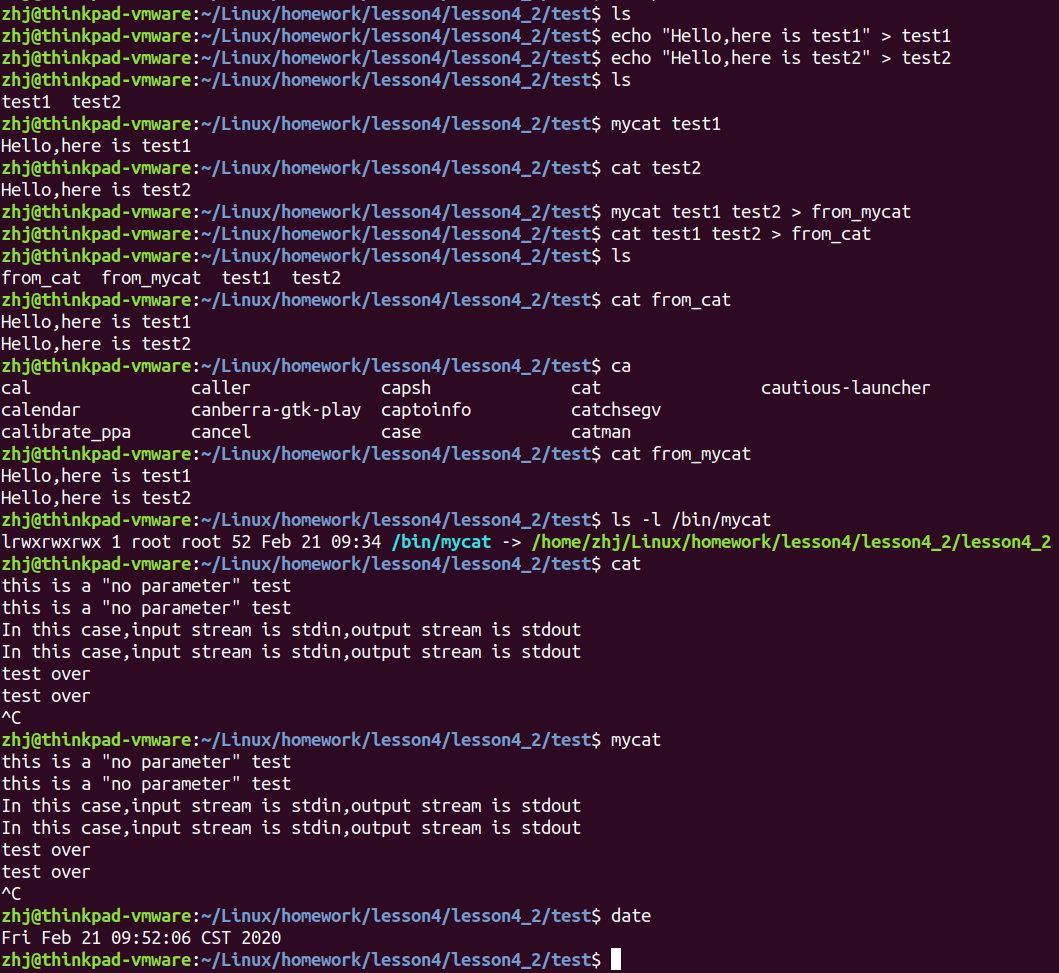 zhj@thinkpad-vmware:~/Linux/homework/lesson4/lesson4_2/test$ ls
zhj@thinkpad-vmware:~/Linux/homework/lesson4/lesson4_2/test$ echo "Hello,here is test1" > test1
zhj@thinkpad-vmware:~/Linux/homework/lesson4/lesson4_2/test$ echo "Hello,here is test2" > test2
zhj@thinkpad-vmware:~/Linux/homework/lesson4/lesson4_2/test$ ls
test1  test2
zhj@thinkpad-vmware:~/Linux/homework/lesson4/lesson4_2/test$ mycat test1
Hello,here is test1
zhj@thinkpad-vmware:~/Linux/homework/lesson4/lesson4_2/test$ cat test2
Hello,here is test2
zhj@thinkpad-vmware:~/Linux/homework/lesson4/lesson4_2/test$ mycat test1 test2 > from_mycat
zhj@thinkpad-vmware:~/Linux/homework/lesson4/lesson4_2/test$ cat test1 test2 > from_cat
zhj@thinkpad-vmware:~/Linux/homework/lesson4/lesson4_2/test$ ls
from_cat  from_mycat  test1  test2
zhj@thinkpad-vmware:~/Linux/homework/lesson4/lesson4_2/test$ cat from_cat
Hello,here is test1
Hello,here is test2
zhj@thinkpad-vmware:~/Linux/homework/lesson4/lesson4_2/test$ ca
cal                caller             capsh              cat                cautious-launcher
calendar           canberra-gtk-play  captoinfo          catchsegv
calibrate_ppa      cancel             case               catman
zhj@thinkpad-vmware:~/Linux/homework/lesson4/lesson4_2/test$ cat from_mycat
Hello,here is test1
Hello,here is test2
zhj@thinkpad-vmware:~/Linux/homework/lesson4/lesson4_2/test$ ls -l /bin/mycat
lrwxrwxrwx 1 root root 52 Feb 21 09:34 /bin/mycat -> /home/zhj/Linux/homework/lesson4/lesson4_2/lesson4_2
zhj@thinkpad-vmware:~/Linux/homework/lesson4/lesson4_2/test$ cat
this is a "no parameter" test
this is a "no parameter" test
In this case,input stream is stdin,output stream is stdout
In this case,input stream is stdin,output stream is stdout
test over
test over
^C
zhj@thinkpad-vmware:~/Linux/homework/lesson4/lesson4_2/test$ mycat
this is a "no parameter" test
this is a "no parameter" test
In this case,input stream is stdin,output stream is stdout
In this case,input stream is stdin,output stream is stdout
test over
test over
^C
zhj@thinkpad-vmware:~/Linux/homework/lesson4/lesson4_2/test$ date
Fri Feb 21 09:52:06 CST 2020
zhj@thinkpad-vmware:~/Linux/homework/lesson4/lesson4_2/test$